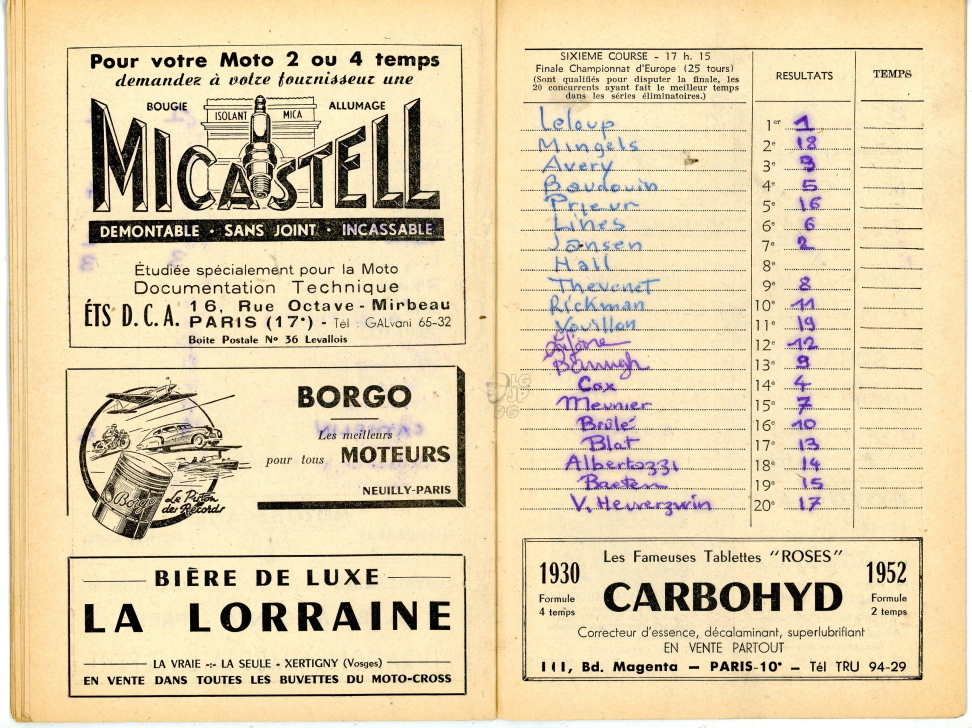 Pour votre Moto 2 ou 4 temps
demandez à votre fournisseur une
BOUGIE ALLUMAGE
ISOLANT MICA
MICASTELL
DEMONTABLE · SANS JOINT · INCASSABLE
Étudiée spécialement pour la Moto
Documentation Technique
ÉTS D.C.A. 16, Rue Octave-Mirbeau
PARIS (17e) - Tél : GALvani 65-32
Boite Postale No 36 Levallois
BORGO
Les meilleurs
pour tous MOTEURS
NEUILLY-PARIS
Borgo
Le Piston
des Records
BIÈRE DE LUXE
LA LORRAINE
LA VRAIE -:- LA SEULE - XERTIGNY (Vosges)
EN VENTE DANS TOUTES LES BUVETTES DU MOTO-CROSS
SIXIEME COURSE - 17 h. 15
Finale Championnat d'Europe (25 tours)
(Sont qualifiés pour disputer la finale, les
20 concurrents ayant fait le meilleur temps
dans les séries éliminatoires.)
RESULTATS
TEMPS
Leloup 1er 1
Mingels 2e 18
Avery 3e 3
Baudouin 4e 5
Prieur 5e 16
Lines 6e 6
Jansen 7e 2
Hall 8e
Thevenet 9e 8
Rickman 10e 11
Vouillon 11e 19
12e 12
13e 9
Cox 14e 4
Meunier 15e 7
Brûlé 16e 10
Blat 17e 13
Albertazzi 18e 14
Baeten 19e 15
V. Heuverzwin 20e 17
Les Fameuses Tablettes "ROSES"
1930
Formule
4 temps
CARBOHYD
1952
Formule
2 temps
Correcteur d'essence, décalaminant, superlubrifiant
EN VENTE PARTOUT
111, Bd. Magenta — PARIS-10e — Tél TRU 94-29